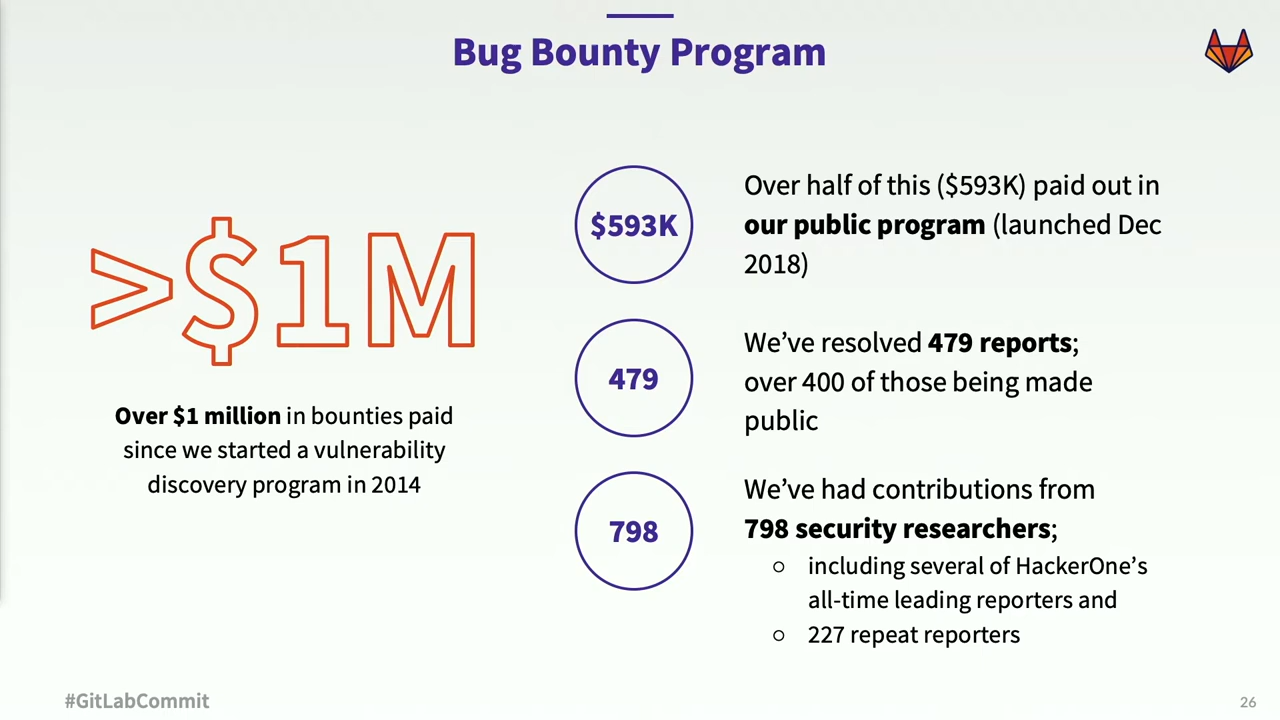 Bug Bounty Program
>$1M
Over $1 million in bounties paid
since we started a vulnerability
discovery program in 2014
$593K
Over half of this ($593K) paid out in
our public program (launched Dec
2018)
479
We’ve resolved 479 reports;
over 400 of those being made
public
798
We’ve had contributions from
798 security researchers;
○ including several of HackerOne’s
all-time leading reporters and
○ 227 repeat reporters
#GitLabCommit
26